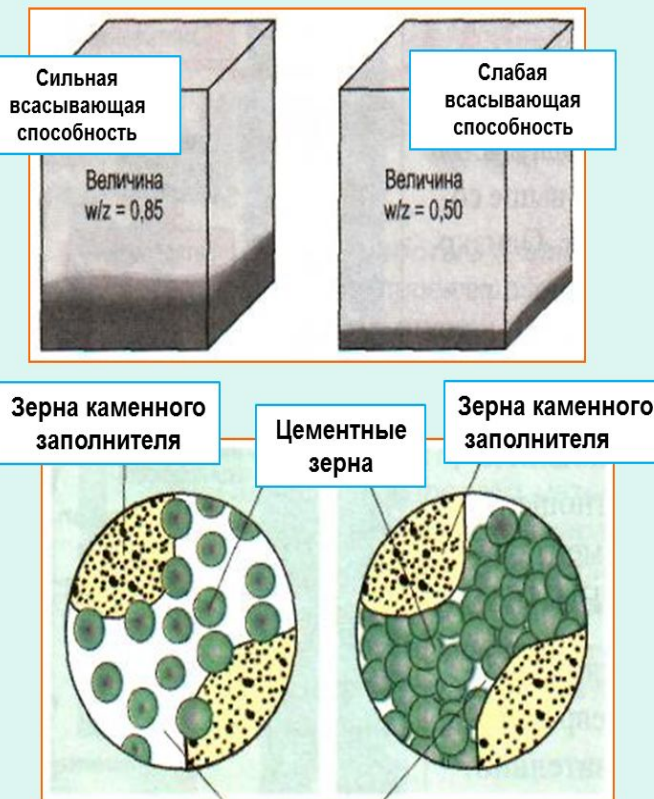 Сильная
всасывающая
способность
Слабая
всасывающая
способность
Величина
w/z = 0,85
Величина
w/z = 0,50
Зерна каменного
заполнителя
Цементные
зерна
Зерна каменного
заполнителя